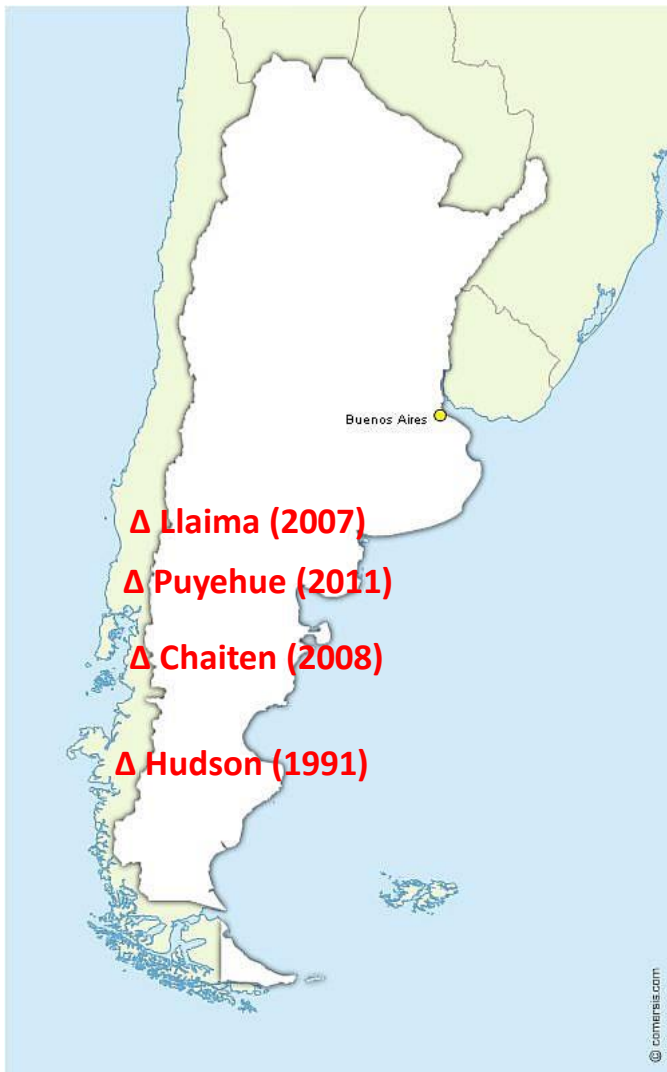 Buenos Aires
Δ Llaima (2007)
Δ Puyehue (2011)
Δ Chaiten (2008)
Δ Hudson (1991)
© comersis.com